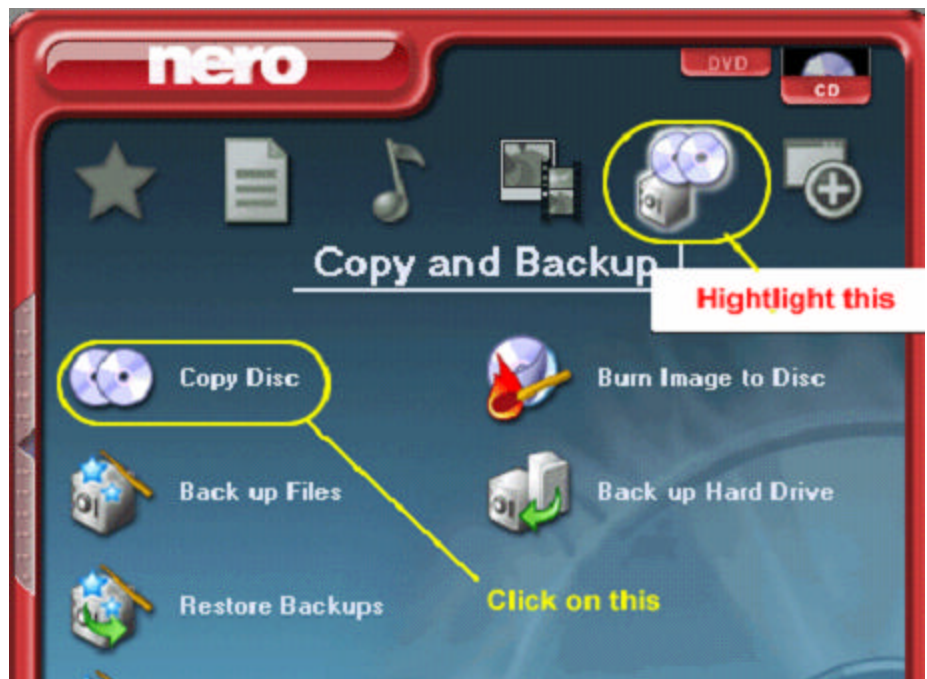 nero
DVD
CD
Copy and Backup
Hightlight this
Copy Disc
Burn Image to Disc
Back up Files
Back up Hard Drive
Restore Backups
Click on this